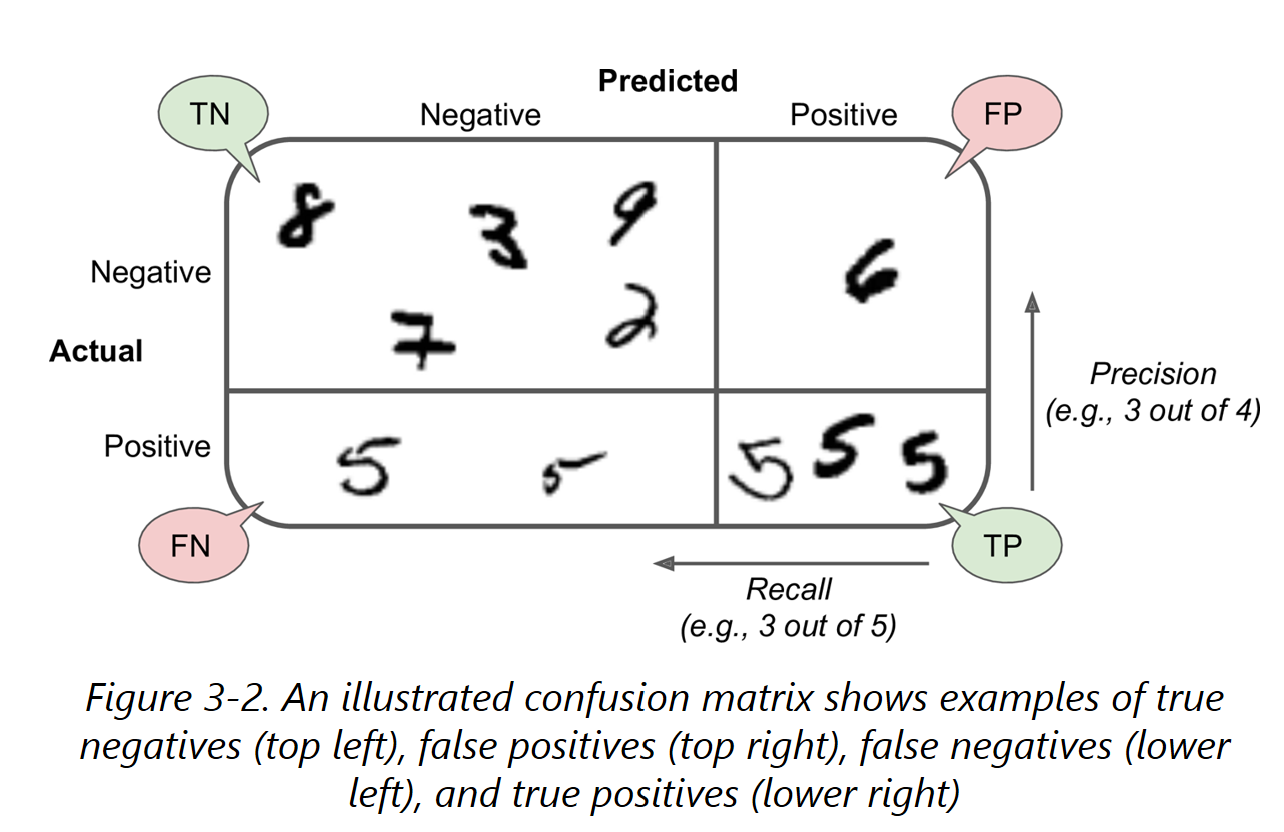 Predicted
TN
Negative
Positive
FP
8
3
9
Negative
6
7
2
Actual
Precision
(e.g., 3 out of 4)
Positive
5
5
5
5
5
FN
TP
Recall
(e.g., 3 out of 5)
Figure 3-2. An illustrated confusion matrix shows examples of true
negatives (top left), false positives (top right), false negatives (lower
left), and true positives (lower right)